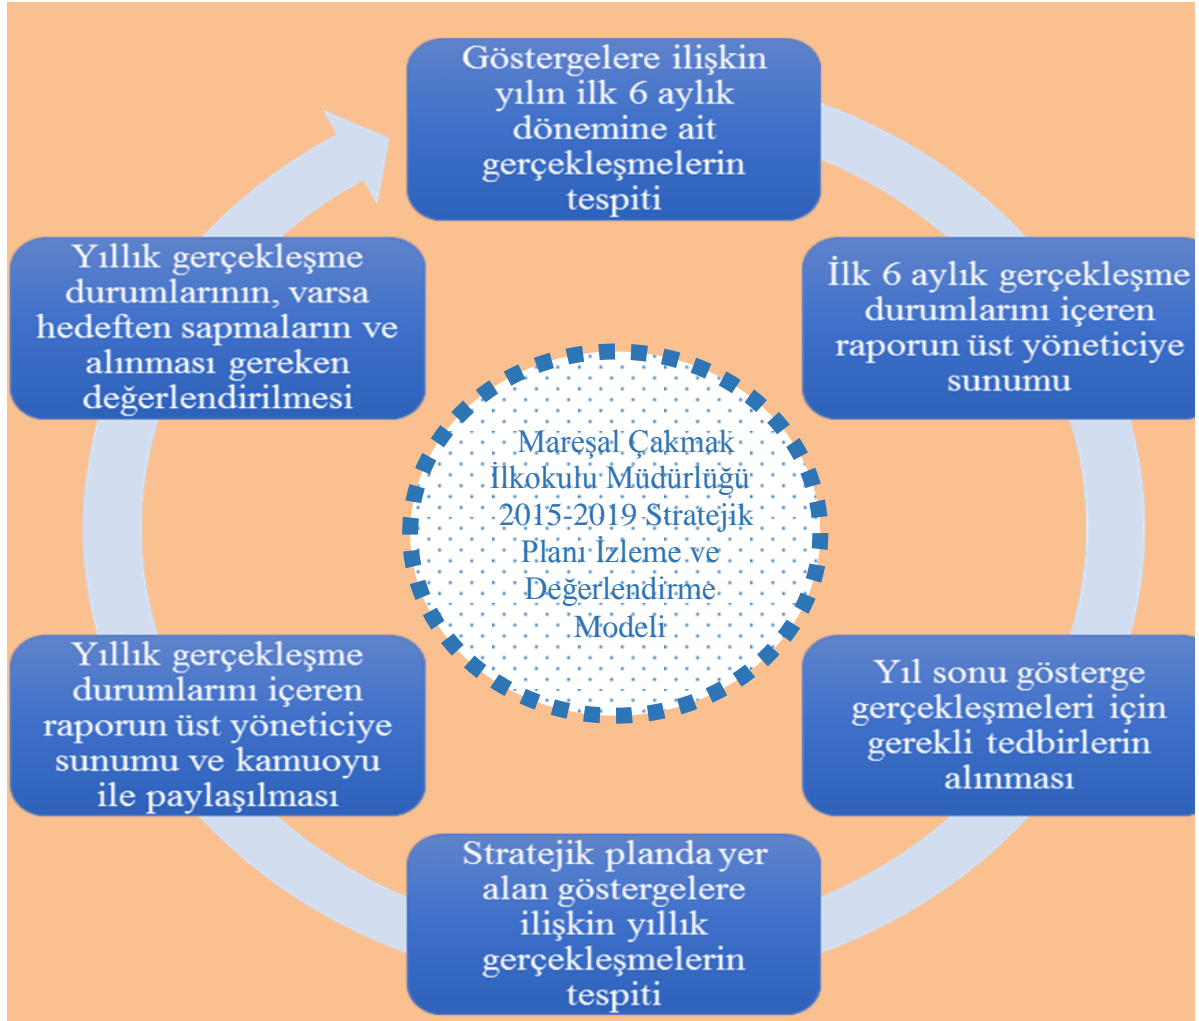 Göstergelere ilişkin
yılın ilk 6 aylık
dönemine ait
gerçekleşmelerin
tespiti
İlk 6 aylık gerçekleşme
durumlarını içeren
raporun üst yöneticiye
sunumu
Yıl sonu gösterge
gerçekleşmeleri için
gerekli tedbirlerin
alınması
Stratejik planda yer
alan göstergelere
ilişkin yıllık
gerçekleşmelerin
tespiti
Yıllık gerçekleşme
durumlarını içeren
raporun üst yöneticiye
sunumu ve kamuoyu
ile paylaşılması
Yıllık gerçekleşme
durumlarının, varsa
hedeften sapmaların ve
alınması gereken
değerlendirilmesi
Mareşal Çakmak
İlkokulu Müdürlüğü
2015-2019 Stratejik
Planı İzleme ve
Değerlendirme
Modeli